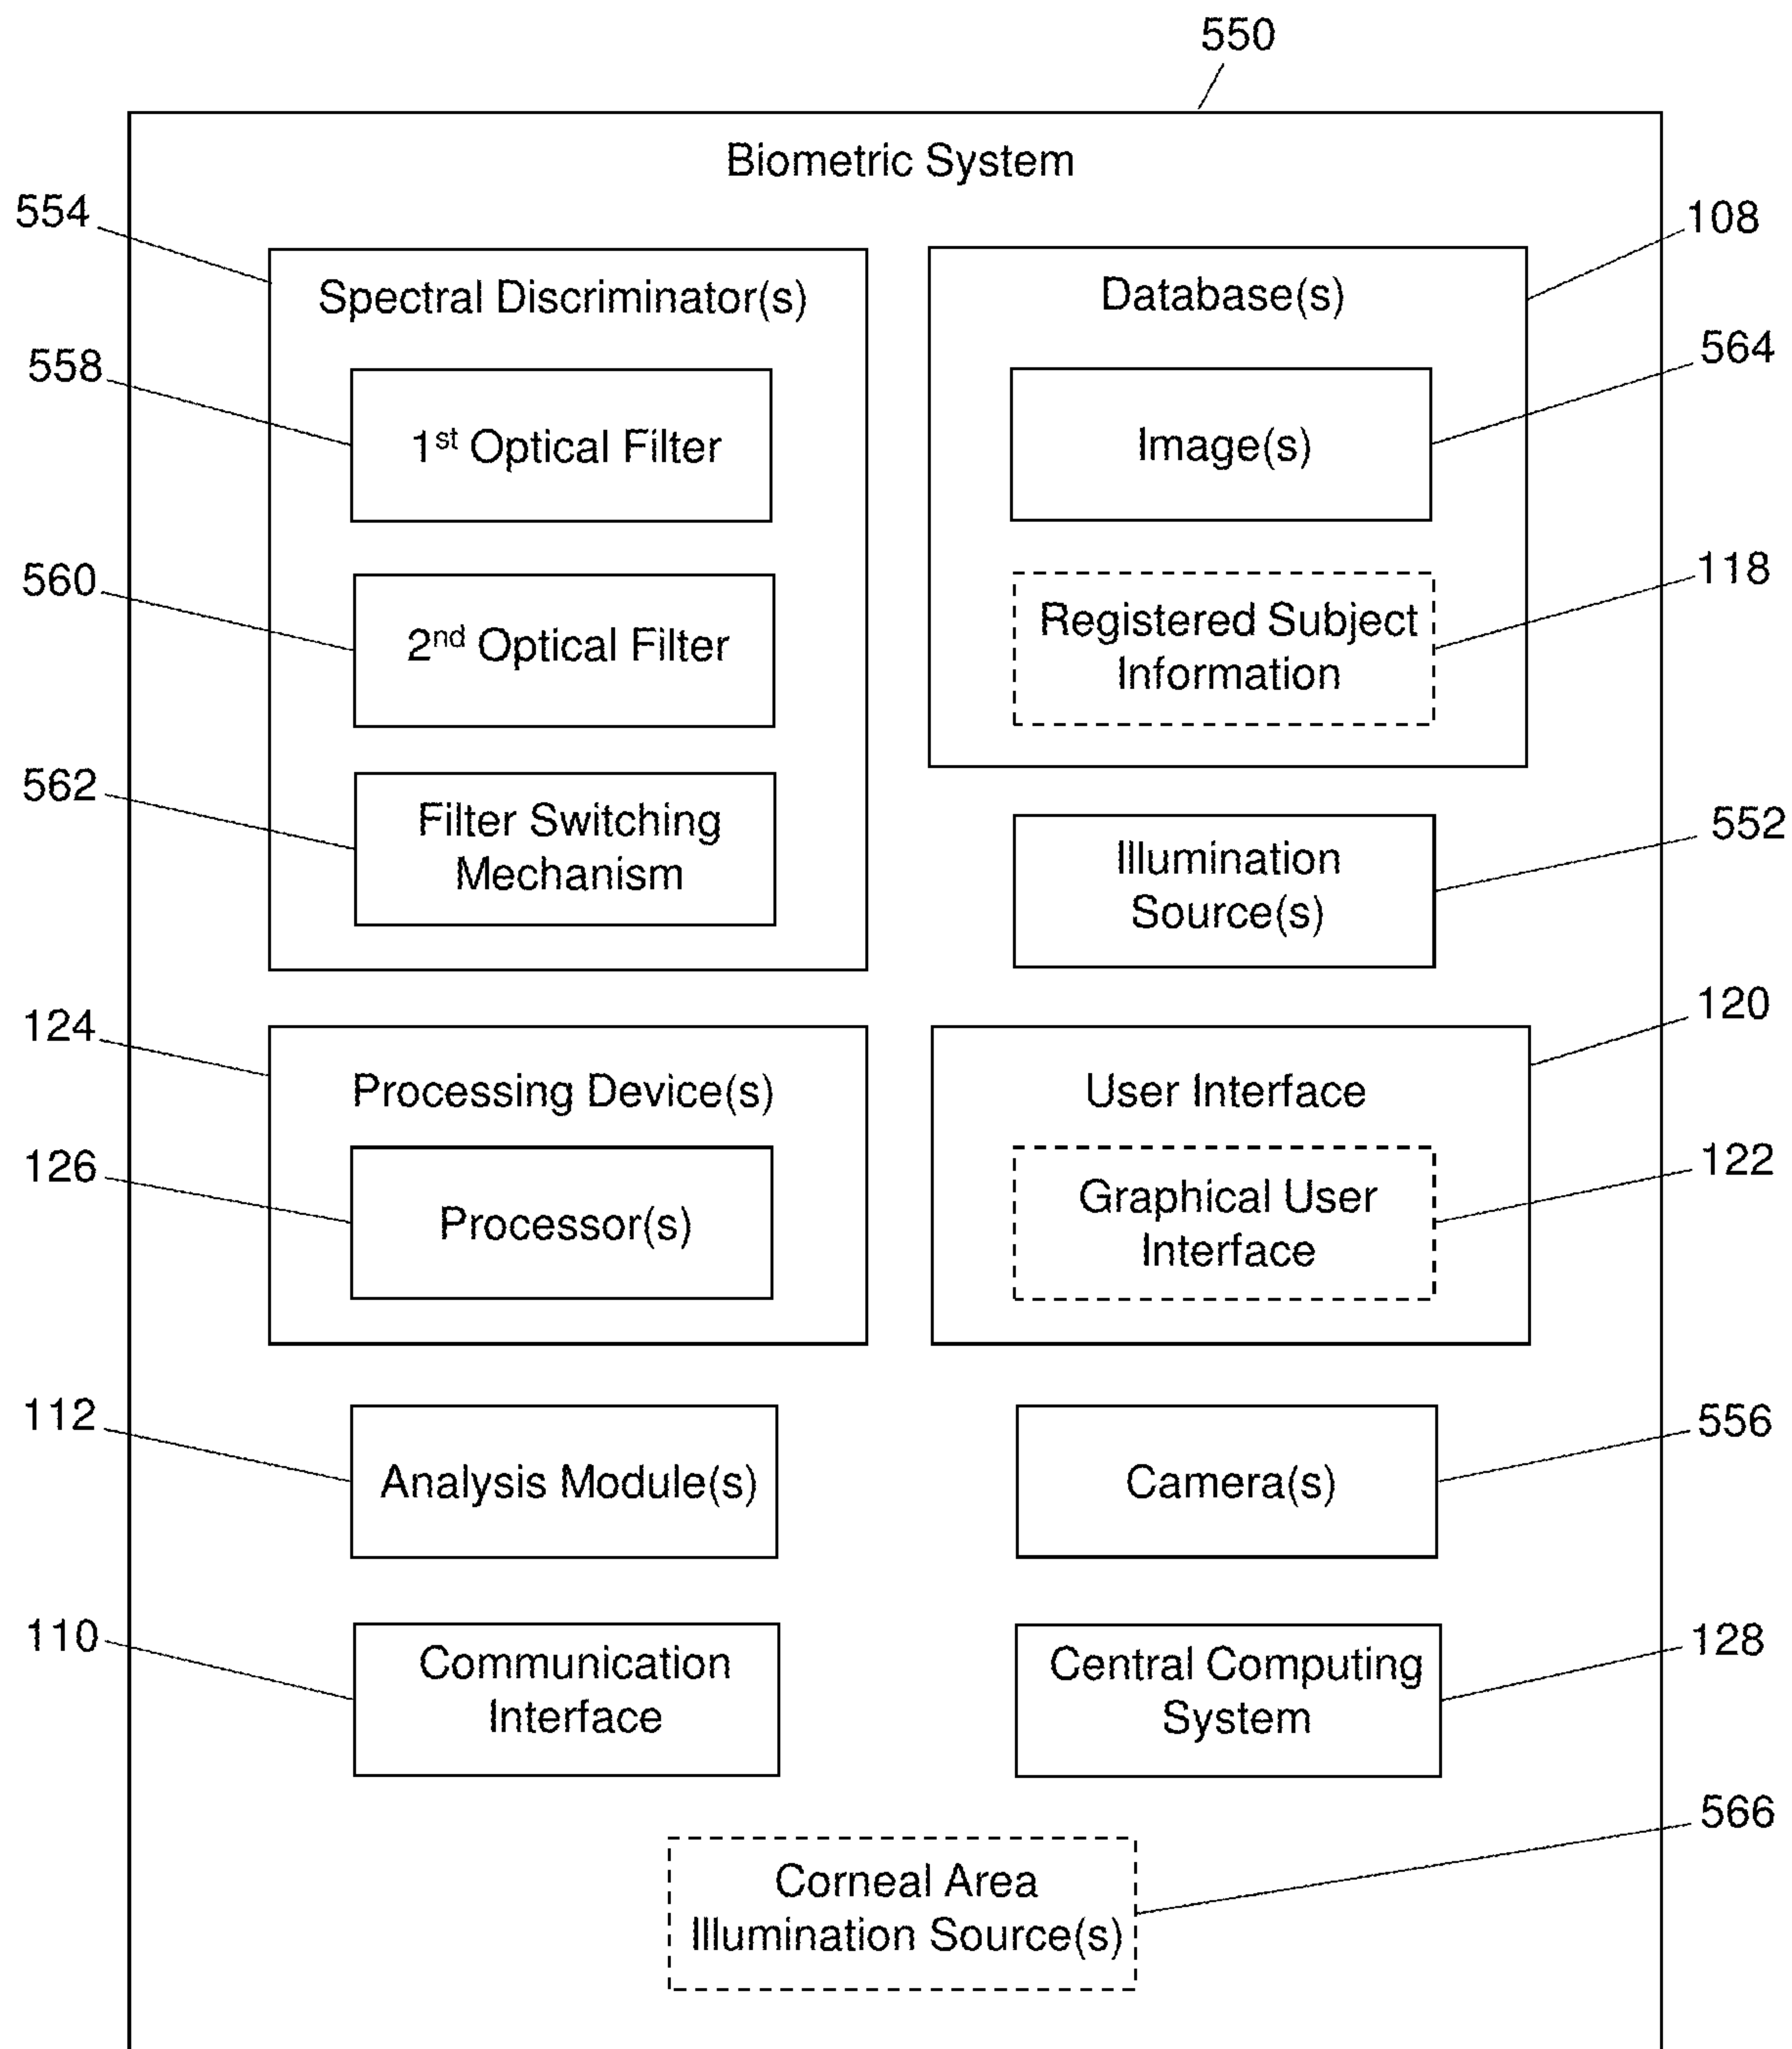 550
Biometric System
554
108
Spectral Discriminator(s)
Database(s)
558
564
1st Optical Filter
Image(s)
560
118
2nd Optical Filter
Registered Subject
Information
562
552
Filter Switching
Mechanism
Illumination
Source(s)
124
120
Processing Device(s)
User Interface
126
122
Processor(s)
Graphical User
Interface
112
556
Analysis Module(s)
Camera(s)
110
128
Communication
Interface
Central Computing
System
566
Corneal Area
Illumination Source(s)